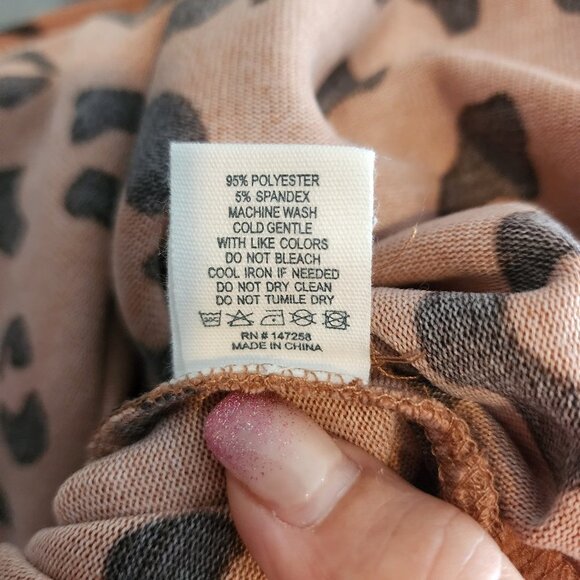 95% POLYESTER
5% SPANDEX
MACHINE WASH
COLD GENTLE
WITH LIKE COLORS
DO NOT BLEACH
COOL IRON IF NEEDED
DO NOT DRY CLEAN
DO NOT TUMILE DRY
RN # 147258
MADE IN CHINA